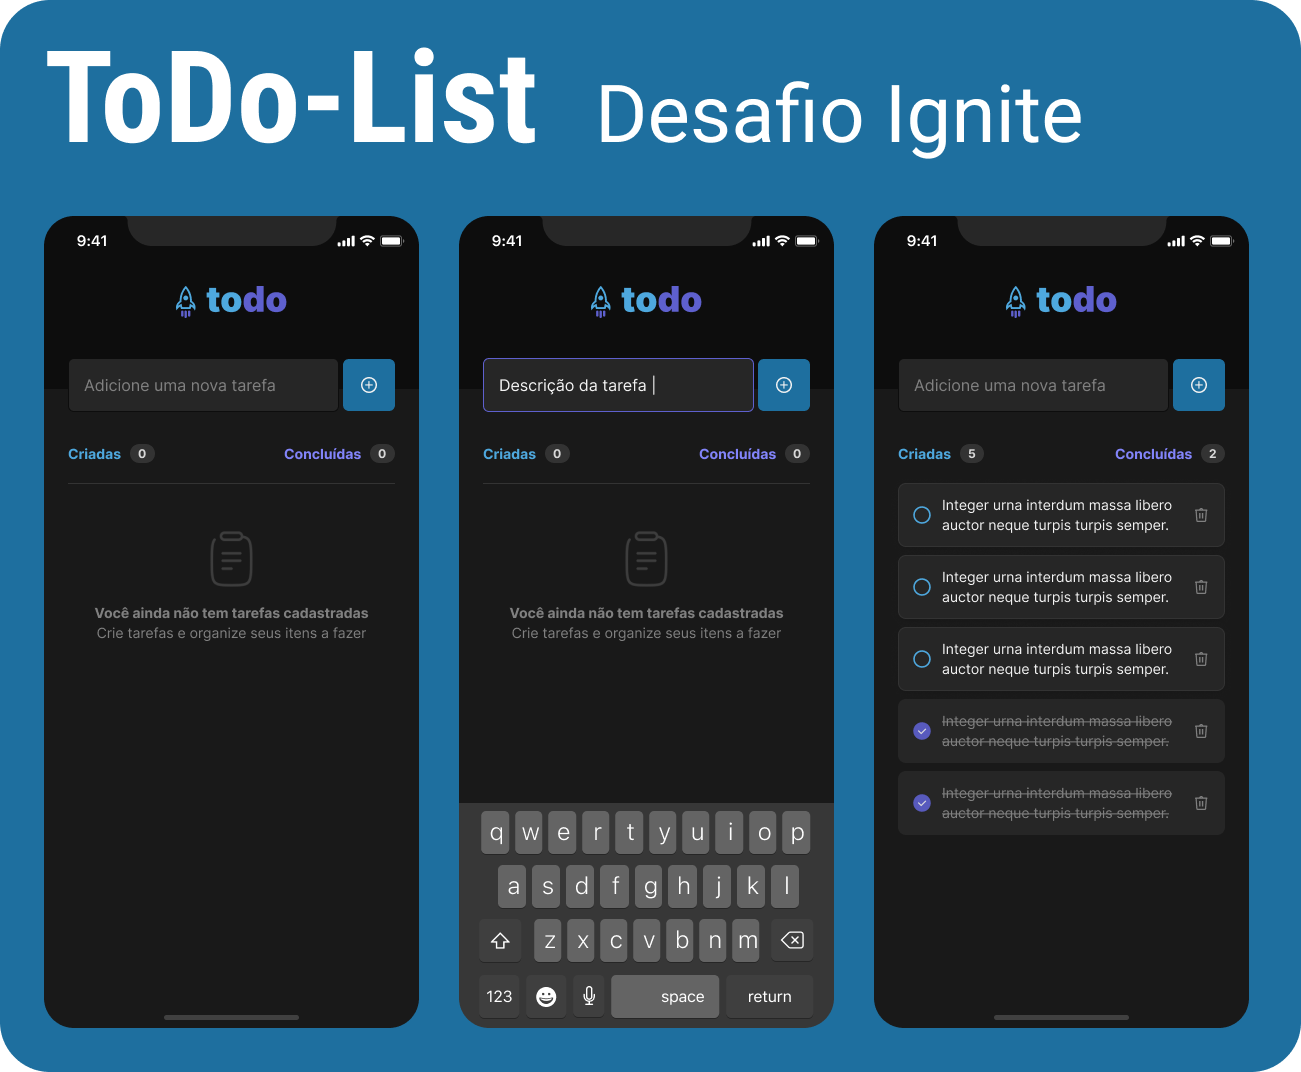 ToDo-List Desafio Ignite
9:41
todo
Adicione uma nova tarefa
Criadas 0 Concluídas 0
Você ainda não tem tarefas cadastradas
Crie tarefas e organize seus itens a fazer
9:41
todo
Descrição da tarefa |
Criadas 0 Concluídas 0
Você ainda não tem tarefas cadastradas
Crie tarefas e organize seus itens a fazer
q w e r t y u i o p
a s d f g h j k l
z x c v b n m
123 space return
9:41
todo
Adicione uma nova tarefa
Criadas 5 Concluídas 2
Integer urna interdum massa libero
auctor neque turpis turpis semper.
Integer urna interdum massa libero
auctor neque turpis turpis semper.
Integer urna interdum massa libero
auctor neque turpis turpis semper.
Integer urna interdum massa libero
auctor neque turpis turpis semper.
Integer urna interdum massa libero
auctor neque turpis turpis semper.